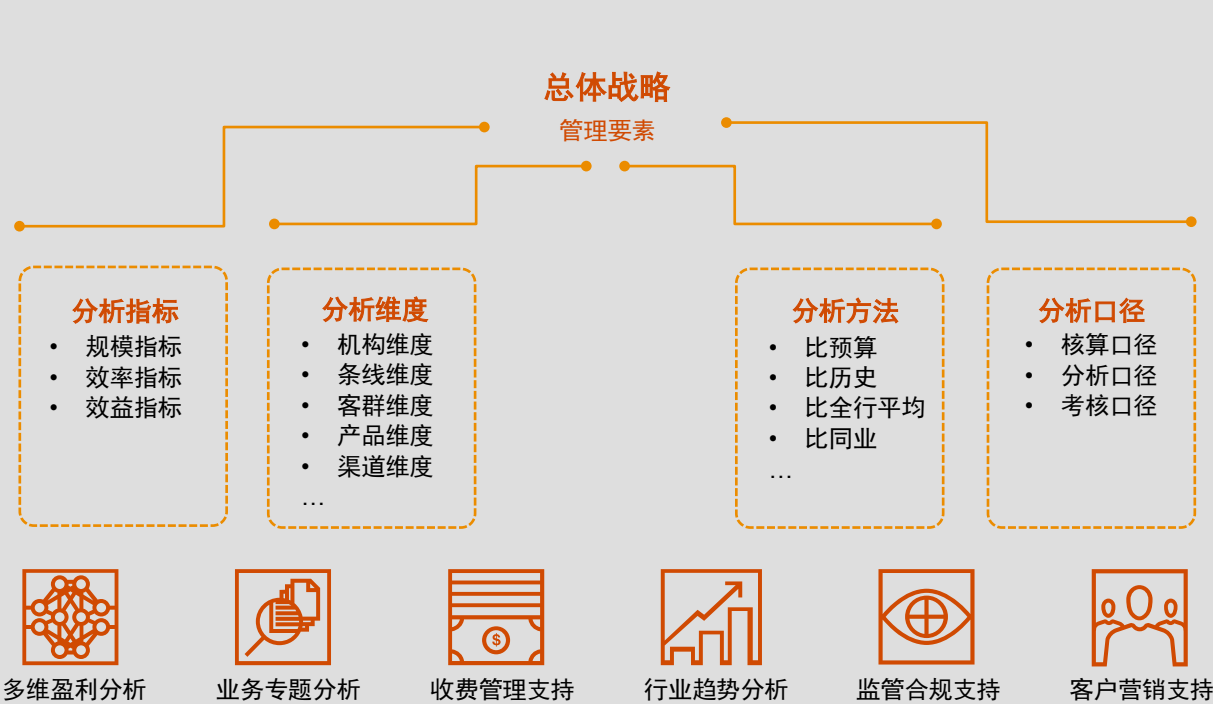 总体战略
管理要素
分析指标
• 规模指标
• 效率指标
• 效益指标
分析维度
• 机构维度
• 条线维度
• 客群维度
• 产品维度
• 渠道维度
…
分析方法
• 比预算
• 比历史
• 比全行平均
• 比同业
…
分析口径
• 核算口径
• 分析口径
• 考核口径
$
多维盈利分析
业务专题分析
收费管理支持
行业趋势分析
监管合规支持
客户营销支持